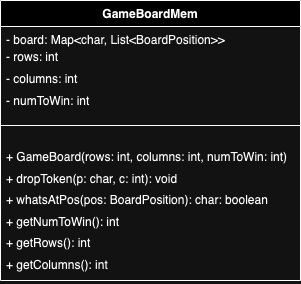 GameBoardMem
- board: Map<char, List<BoardPosition>>
- rows: int
- columns: int
- numToWin: int
+ GameBoard(rows: int, columns: int, numToWin: int)
+ dropToken(p: char, c: int): void
+ whatsAtPos(pos: BoardPosition): char: boolean
+ getNumToWin(): int
+ getRows(): int
+ getColumns(): int